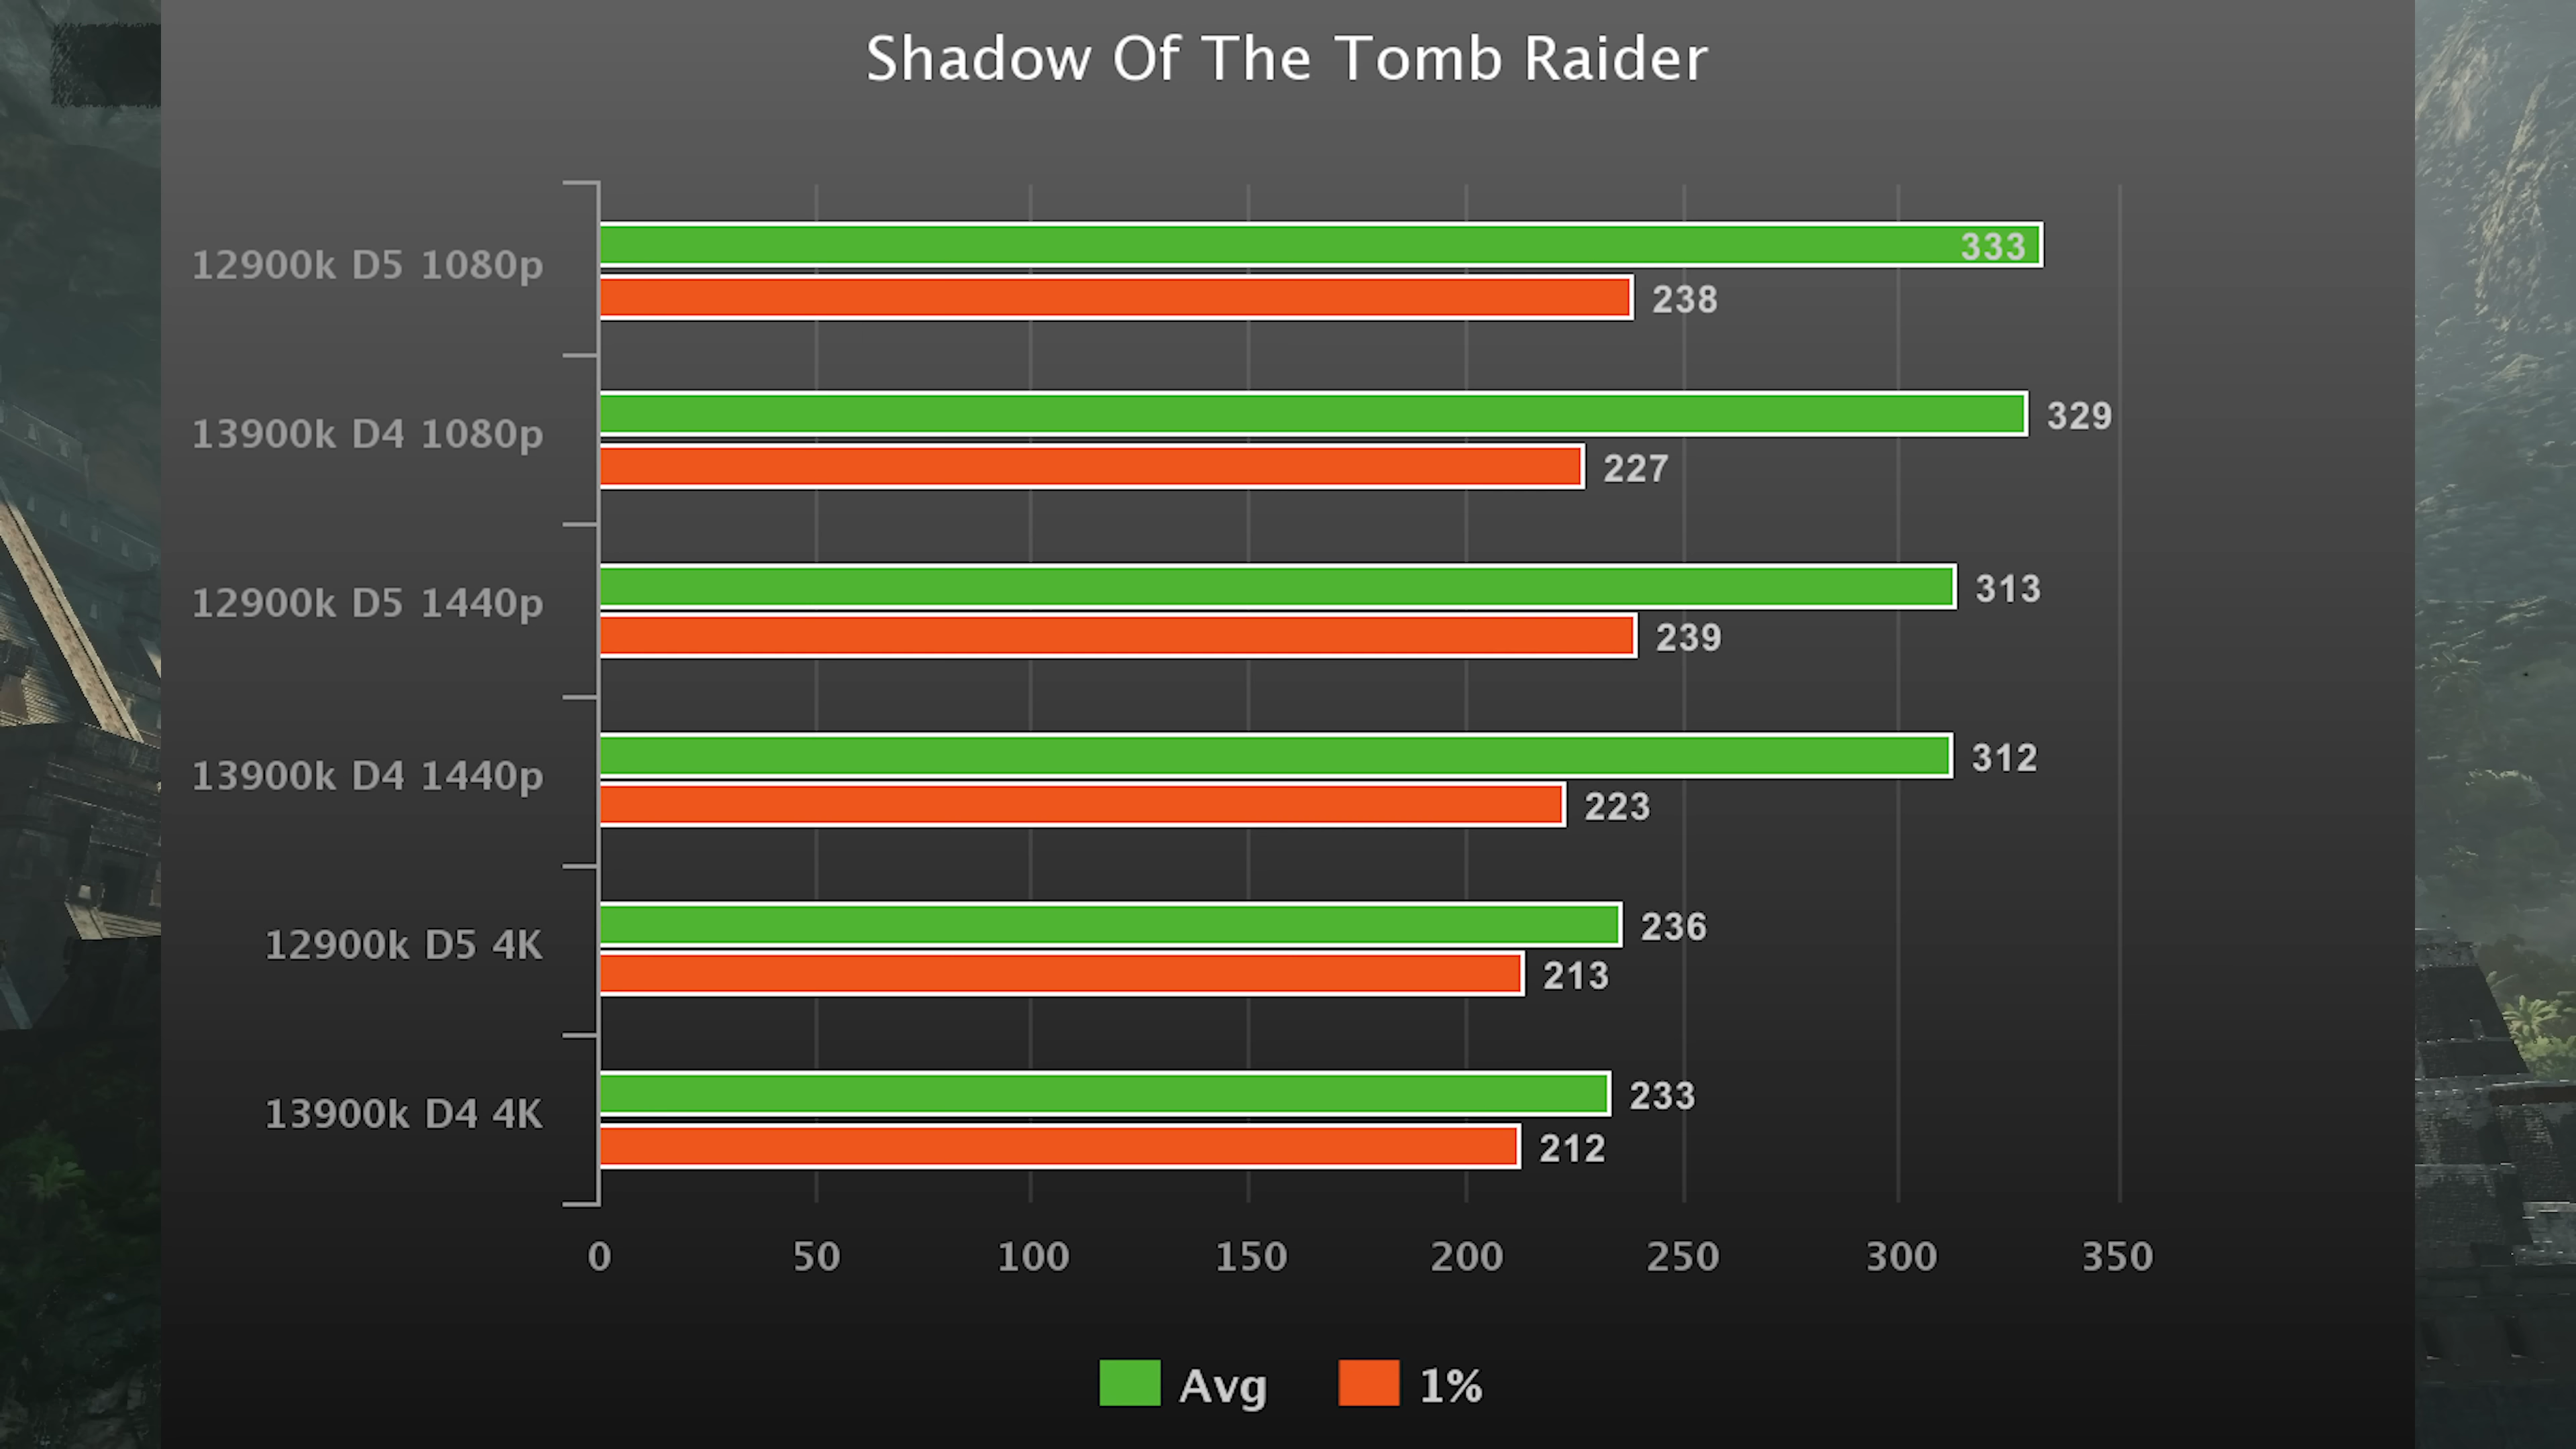 Shadow Of The Tomb Raider
12900k D5 1080p
333
238
13900k D4 1080p
329
227
12900k D5 1440p
313
239
13900k D4 1440p
312
223
12900k D5 4K
236
213
13900k D4 4K
233
212
0 50 100 150 200 250 300 350
Avg 1%